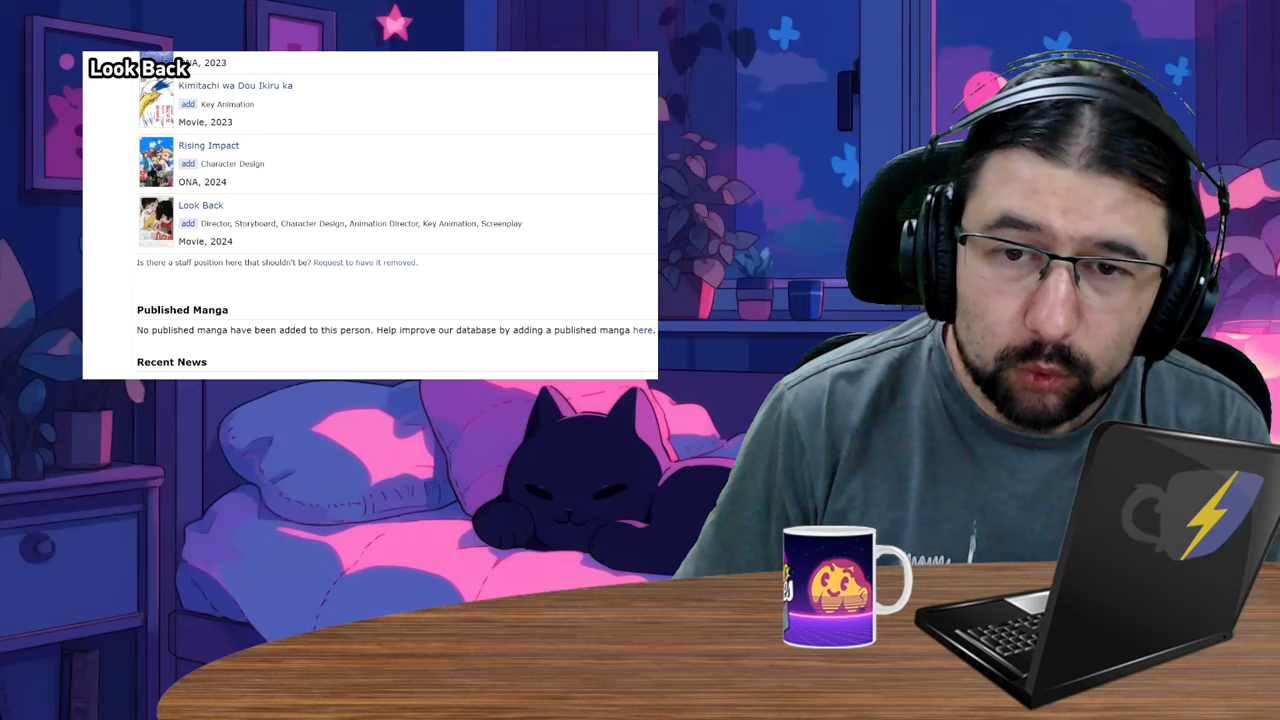 Look Back
ONA, 2023
Kimitachi wa Dou Ikiru ka
add Key Animation
Movie, 2023
Rising Impact
add Character Design
ONA, 2024
Look Back
add Director, Storyboard, Character Design, Animation Director, Key Animation, Screenplay
Movie, 2024
Is there a staff position here that shouldn't be? Request to have it removed.
Published Manga
No published manga have been added to this person. Help improve our database by adding a published manga here.
Recent News